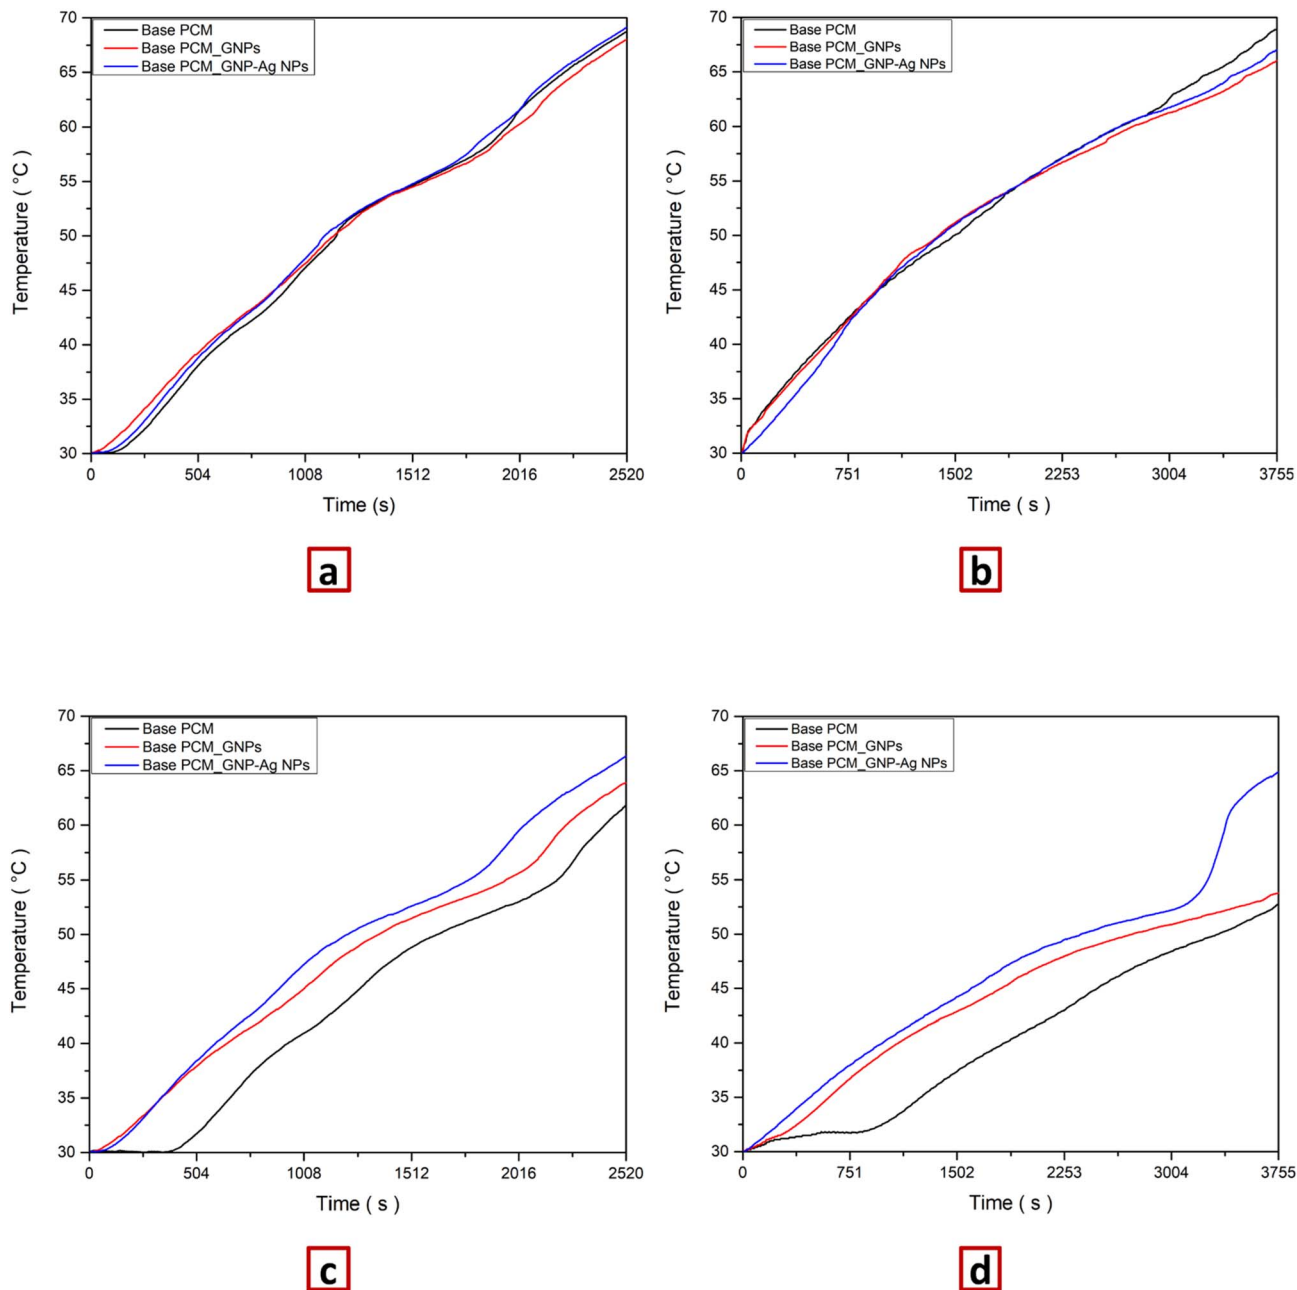 Base PCM
Base PCM_GNPs
Base PCM_GNP-Ag NPs
Temperature ( °C )
70
65
60
55
50
45
40
35
30
0 504 1008 1512 2016 2520
Time (s)
a
Base PCM
Base PCM_GNPs
Base PCM_GNP-Ag NPs
Temperature ( °C )
70
65
60
55
50
45
40
35
30
0 751 1502 2253 3004 3755
Time ( s )
b
Base PCM
Base PCM_GNPs
Base PCM_GNP-Ag NPs
Temperature ( °C )
70
65
60
55
50
45
40
35
30
0 504 1008 1512 2016 2520
Time ( s )
c
Base PCM
Base PCM_GNPs
Base PCM_GNP-Ag NPs
Temperature ( °C )
70
65
60
55
50
45
40
35
30
0 751 1502 2253 3004 3755
Time ( s )
d